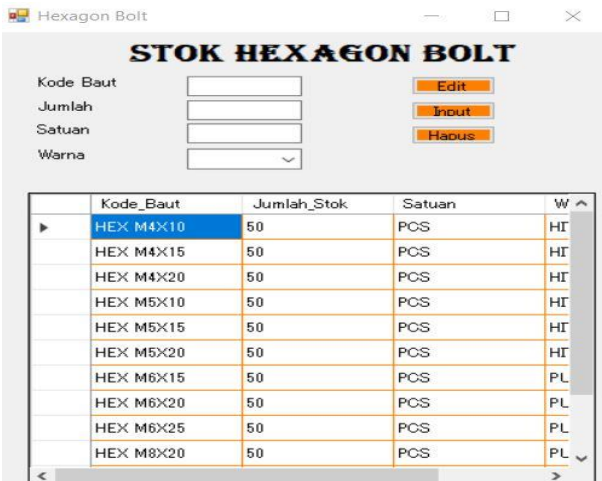 Hexagon Bolt
STOK HEXAGON BOLT
Kode Baut
Edit
Jumlah
Input
Satuan
Hapus
Warna
Kode_Baut Jumlah_Stok Satuan W
HEX M4X10 50 PCS
HEX M4X15 50 PCS
HEX M4X20 50 PCS
HEX M5X10 50 PCS
HEX M5X15 50 PCS
HEX M5X20 50 PCS
HEX M6X15 50 PCS
HEX M6X20 50 PCS
HEX M6X25 50 PCS
HEX M8X20 50 PCS